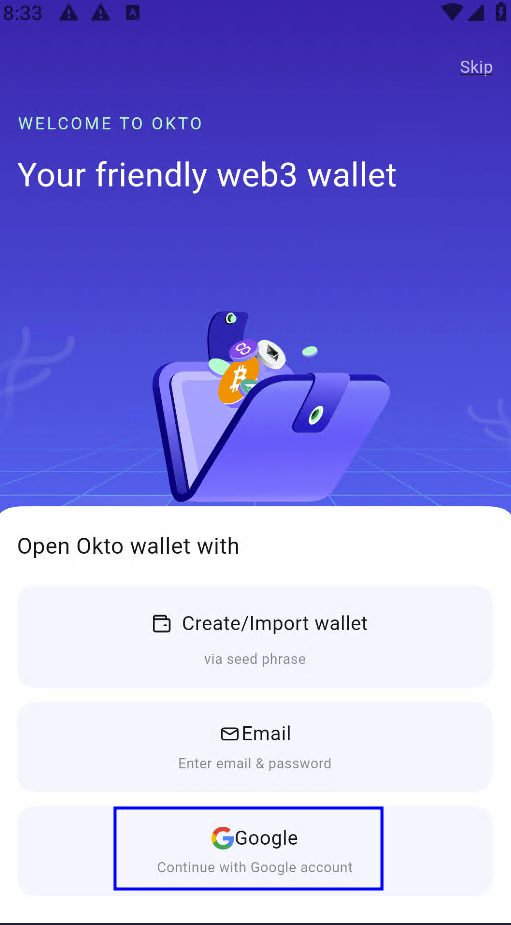 8:33
Skip
WELCOME TO OKTO
Your friendly web3 wallet
Open Okto wallet with
Create/Import wallet
via seed phrase
Email
Enter email & password
Google
Continue with Google account